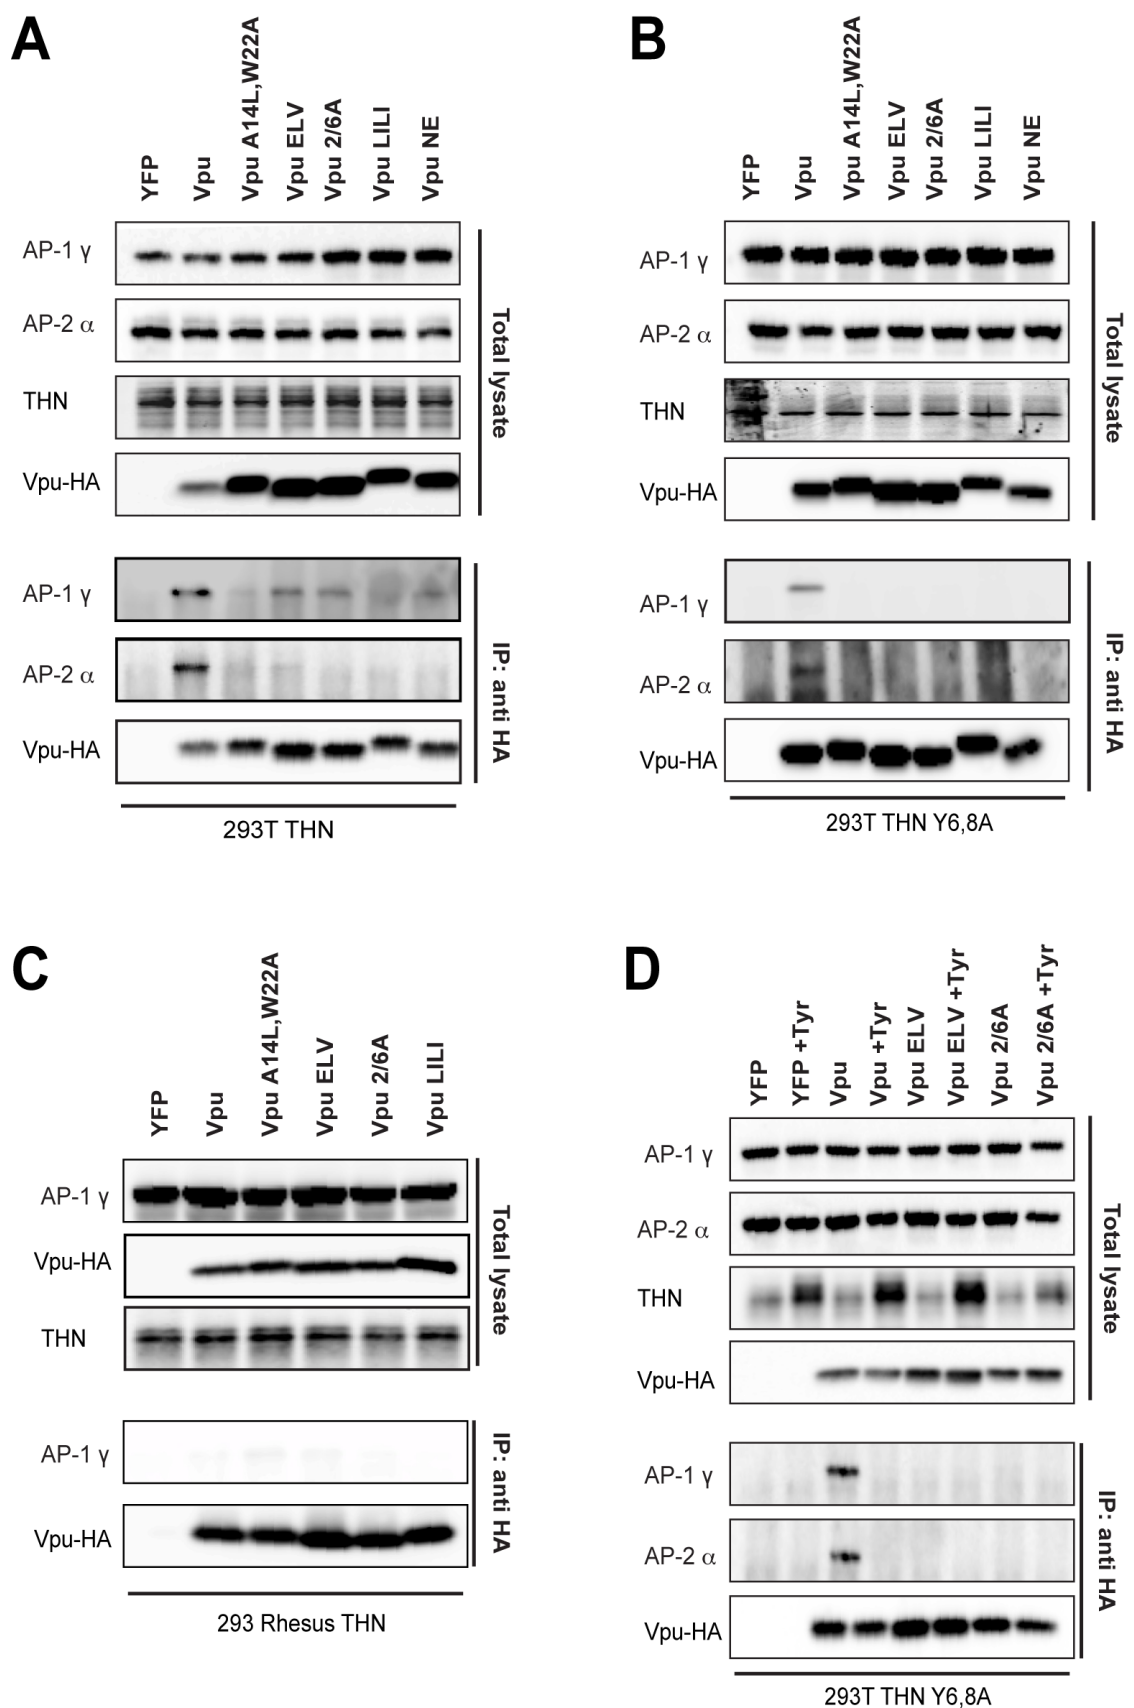 A
YFP
Vpu
Vpu A14L,W22A
Vpu ELV
Vpu 2/6A
Vpu LILI
Vpu NE
AP-1 γ
AP-2 α
THN
Vpu-HA
Total lysate
AP-1 γ
AP-2 α
Vpu-HA
IP: anti HA
293T THN
B
YFP
Vpu
Vpu A14L,W22A
Vpu ELV
Vpu 2/6A
Vpu LILI
Vpu NE
AP-1 γ
AP-2 α
THN
Vpu-HA
Total lysate
AP-1 γ
AP-2 α
Vpu-HA
IP: anti HA
293T THN Y6,8A
C
YFP
Vpu
Vpu A14L,W22A
Vpu ELV
Vpu 2/6A
Vpu LILI
AP-1 γ
Vpu-HA
THN
Total lysate
AP-1 γ
Vpu-HA
IP: anti HA
293 Rhesus THN
D
YFP
YFP +Tyr
Vpu
Vpu +Tyr
Vpu ELV
Vpu ELV +Tyr
Vpu 2/6A
Vpu 2/6A +Tyr
AP-1 γ
AP-2 α
THN
Vpu-HA
Total lysate
AP-1 γ
AP-2 α
Vpu-HA
IP: anti HA
293T THN Y6,8A